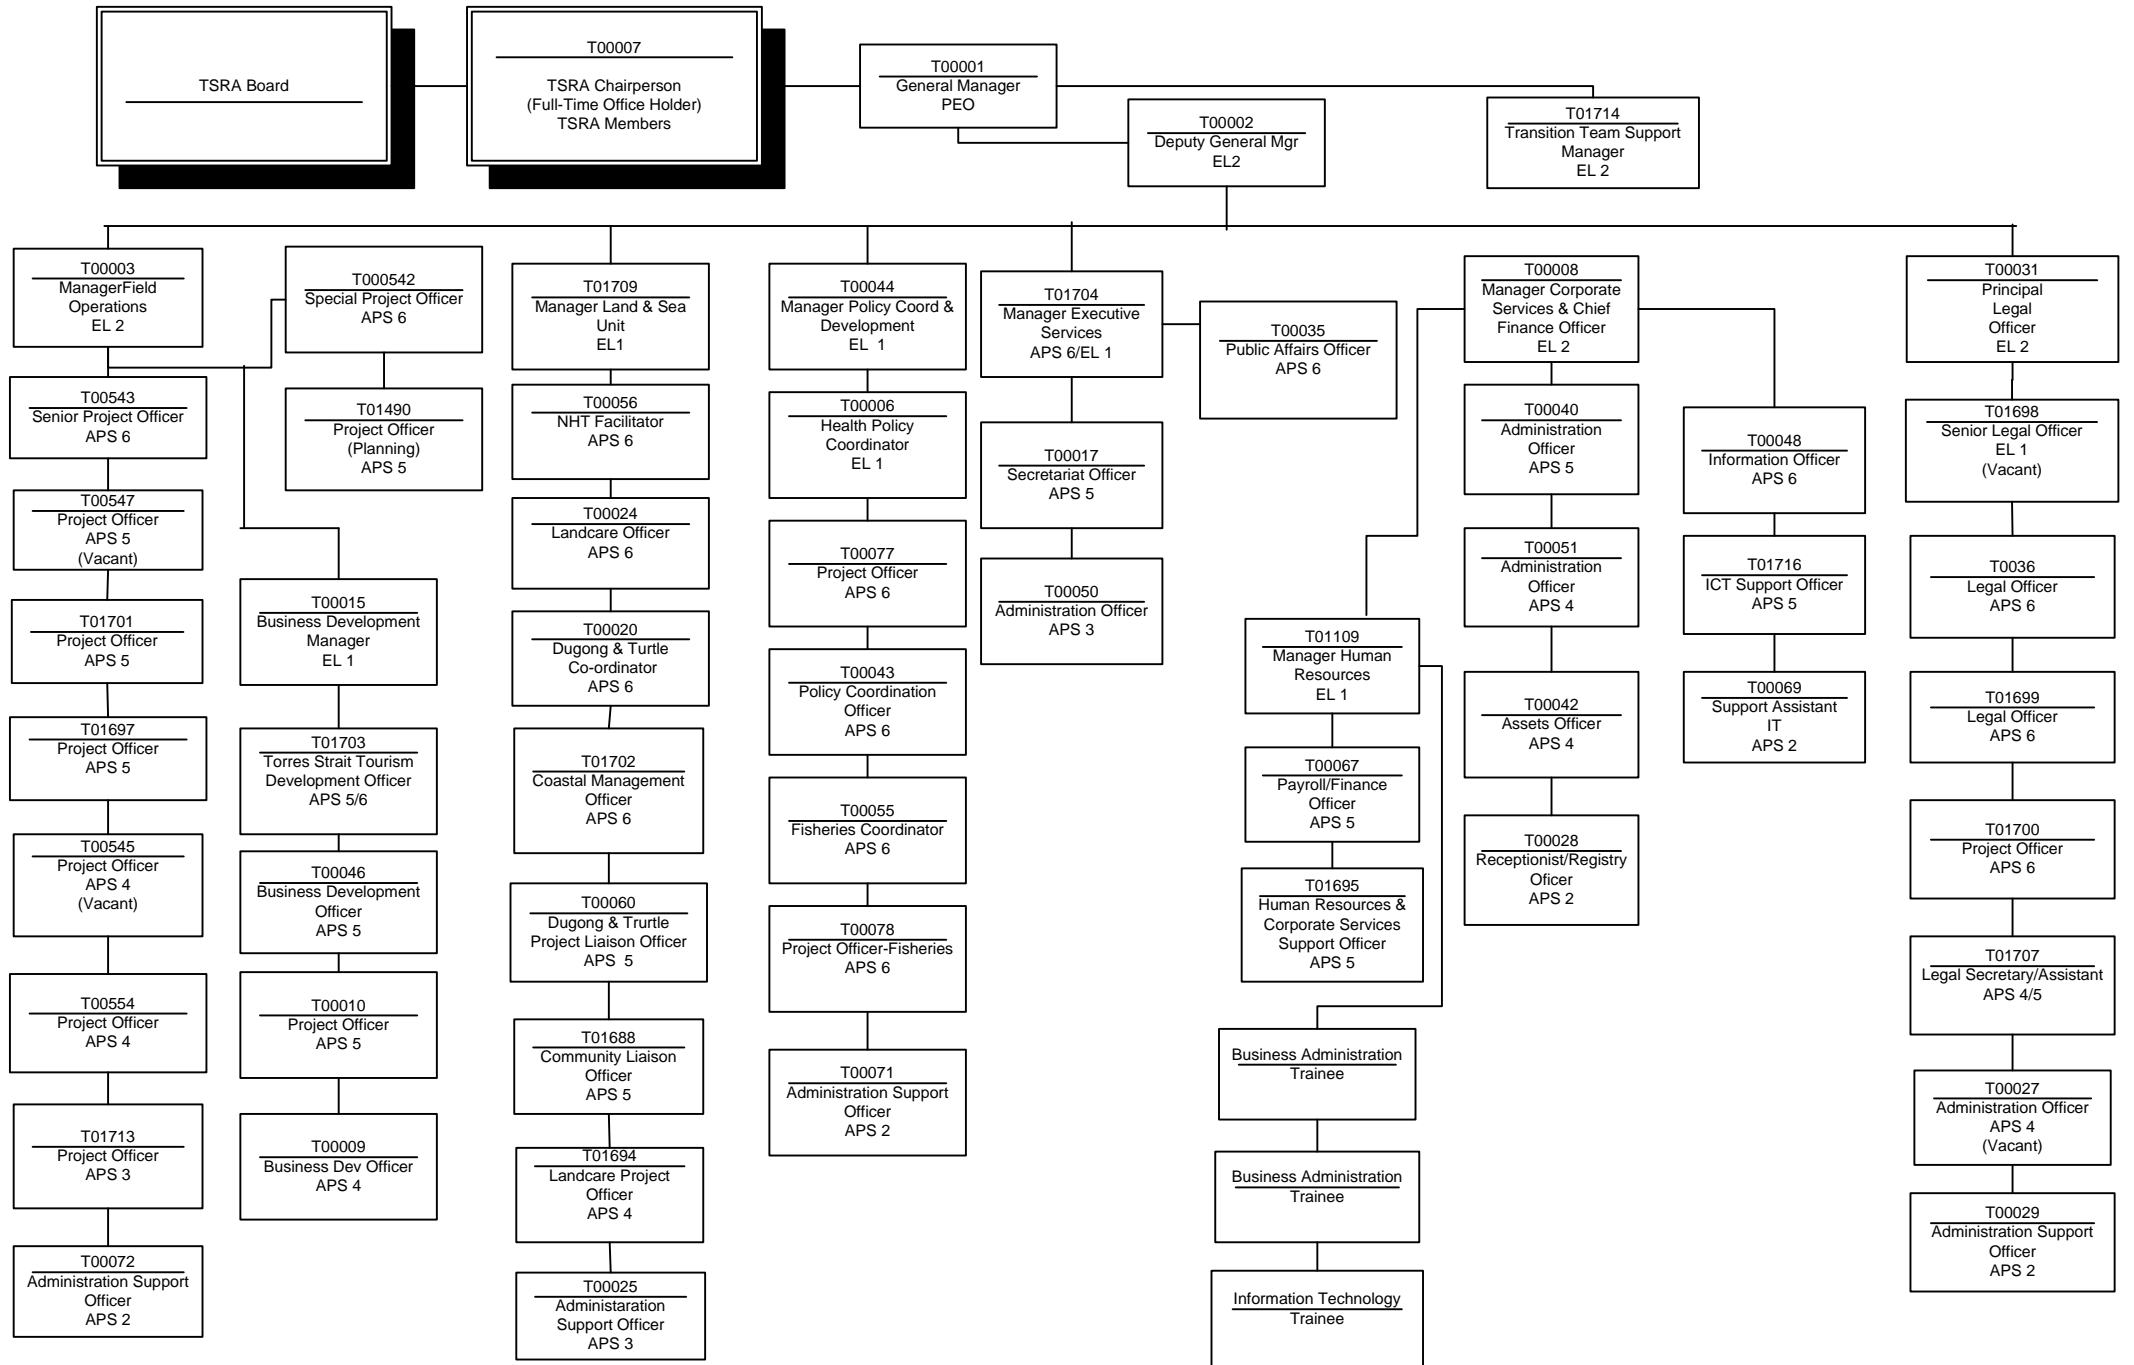 TSRA Board
T00007
TSRA Chairperson
(Full-Time Office Holder)
TSRA Members
T00001
General Manager
PEO
T00002
Deputy General Mgr
EL2
T01714
Transition Team Support
Manager
EL 2
T00003
ManagerField
Operations
EL 2
T000542
Special Project Officer
APS 6
T01490
Project Officer
(Planning)
APS 5
T00543
Senior Project Officer
APS 6
T00547
Project Officer
APS 5
(Vacant)
T01701
Project Officer
APS 5
T01697
Project Officer
APS 5
T00545
Project Officer
APS 4
(Vacant)
T00554
Project Officer
APS 4
T01713
Project Officer
APS 3
T00072
Administration Support
Officer
APS 2
T00015
Business Development
Manager
EL 1
T01703
Torres Strait Tourism
Development Officer
APS 5/6
T00046
Business Development
Officer
APS 5
T00010
Project Officer
APS 5
T00009
Business Dev Officer
APS 4
T01709
Manager Land & Sea
Unit
EL1
T00056
NHT Facilitator
APS 6
T00024
Landcare Officer
APS 6
T00020
Dugong & Turtle
Co-ordinator
APS 6
T01702
Coastal Management
Officer
APS 6
T00060
Dugong & Trurtle
Project Liaison Officer
APS  5
T01688
Community Liaison
Officer
APS 5
T01694
Landcare Project
Officer
APS 4
T00025
Administaration
Support Officer
APS 3
T00044
Manager Policy Coord &
Development
EL  1
T00006
Health Policy
Coordinator
EL 1
T00077
Project Officer
APS 6
T00043
Policy Coordination
Officer
APS 6
T00055
Fisheries Coordinator
APS 6
T00078
Project Officer-Fisheries
APS 6
T00071
Administration Support
Officer
APS 2
T01704
Manager Executive
Services
APS 6/EL 1
T00035
Public Affairs Officer
APS 6
T00017
Secretariat Officer
APS 5
T00050
Administration Officer
APS 3
T00008
Manager Corporate
Services & Chief
Finance Officer
EL 2
T00040
Administration
Officer
APS 5
T00051
Administration
Officer
APS 4
T00042
Assets Officer
APS 4
T00028
Receptionist/Registry
Oficer
APS 2
T00048
Information Officer
APS 6
T01716
ICT Support Officer
APS 5
T00069
Support Assistant
IT
APS 2
T01109
Manager Human
Resources
EL 1
T00067
Payroll/Finance
Officer
APS 5
T01695
Human Resources &
Corporate Services
Support Officer
APS 5
Business Administration
Trainee
Business Administration
Trainee
Information Technology
Trainee
T00031
Principal
Legal
Officer
EL 2
T01698
Senior Legal Officer
EL 1
(Vacant)
T0036
Legal Officer
APS 6
T01699
Legal Officer
APS 6
T01700
Project Officer
APS 6
T01707
Legal Secretary/Assistant
APS 4/5
T00027
Administration Officer
APS 4
(Vacant)
T00029
Administration Support
Officer
APS 2